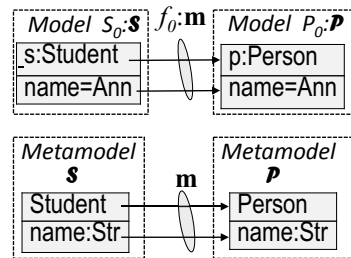 Model S₀:𝓢
f₀:m
Model P₀:𝓟
s:Student
p:Person
name=Ann
name=Ann
Metamodel
Metamodel
𝓢
m
𝓟
Student
Person
name:Str
name:Str